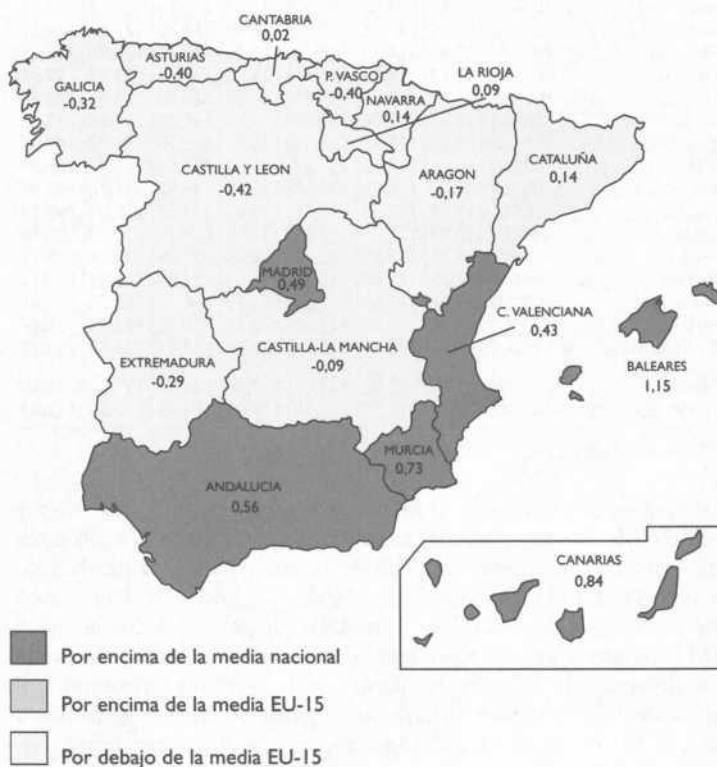 CANTABRIA
0,02
ASTURIAS
-0,40
GALICIA
-0,32
P. VASCO
-0,40
NAVARRA
0,14
LA RIOJA
0,09
CASTILLA Y LEON
-0,42
ARAGON
-0,17
CATALUÑA
0,14
MADRID
0,49
C. VALENCIANA
0,43
BALEARES
1,15
CASTILLA-LA MANCHA
-0,09
EXTREMADURA
-0,29
MURCIA
0,73
ANDALUCIA
0,56
CANARIAS
0,84
Por encima de la media nacional
Por encima de la media EU-15
Por debajo de la media EU-15